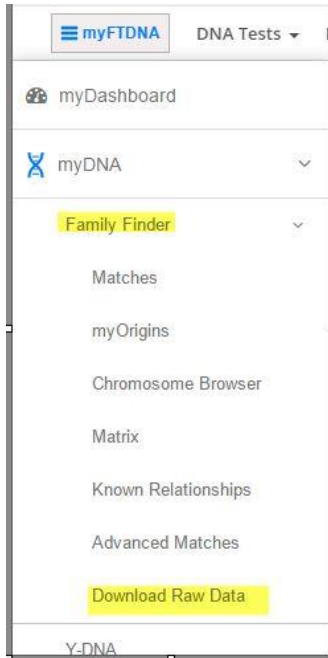 myFTDNA DNA Tests
myDashboard
myDNA
Family Finder
Matches
myOrigins
Chromosome Browser
Matrix
Known Relationships
Advanced Matches
Download Raw Data
Y-DNA